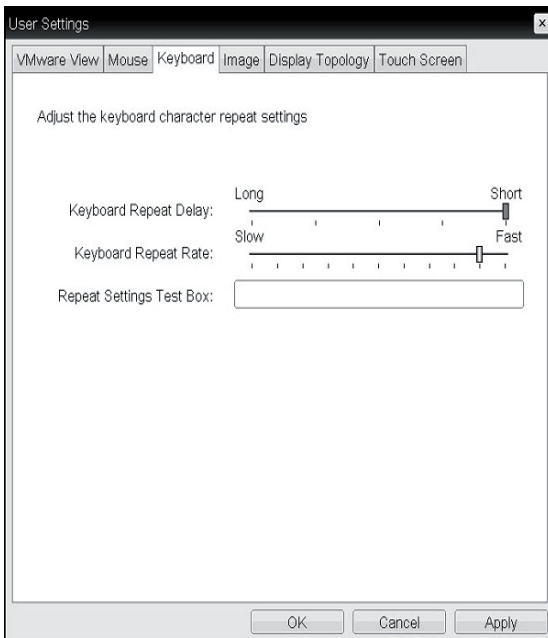 User Settings
VMware View Mouse Keyboard Image Display Topology Touch Screen
Adjust the keyboard character repeat settings
Long Short
Keyboard Repeat Delay:
Slow Fast
Keyboard Repeat Rate:
Repeat Settings Test Box:
OK Cancel Apply